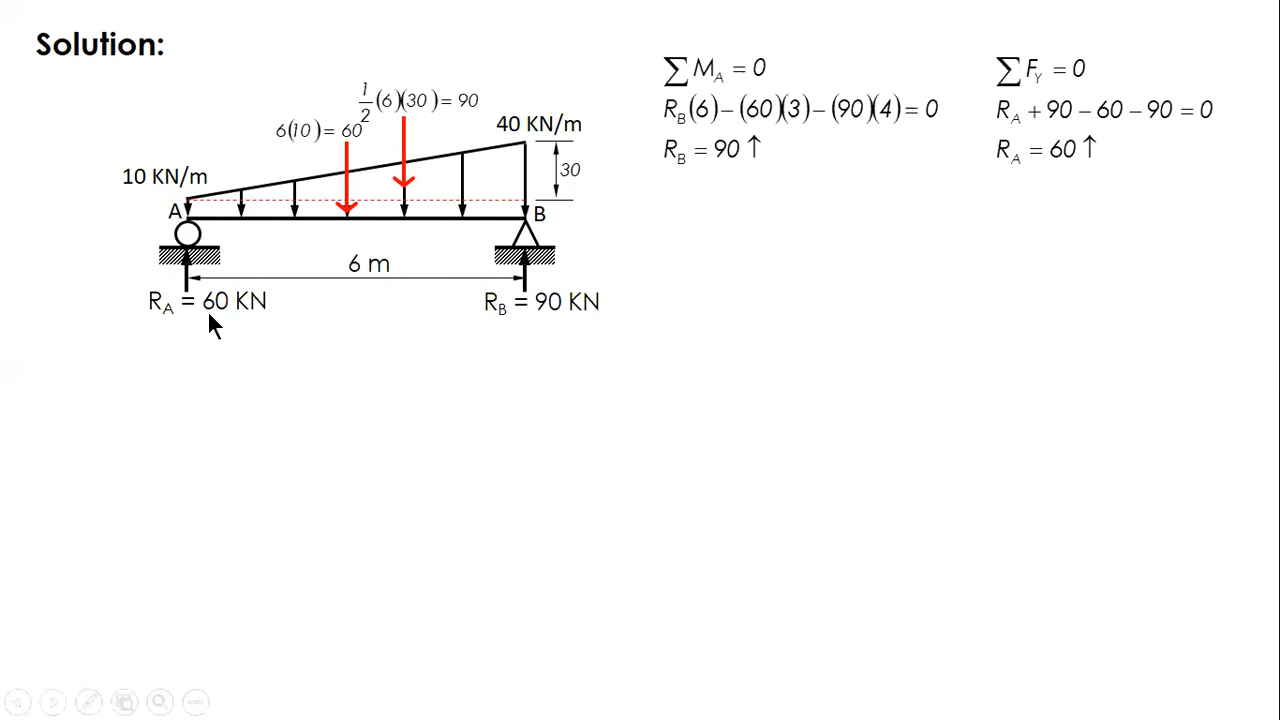 Solution:
1/2 (6)(30) = 90
6(10) = 60
40 KN/m
10 KN/m
30
A
B
6 m
R_A = 60 KN
R_B = 90 KN
∑M_A = 0
R_B(6) − (60)(3) − (90)(4) = 0
R_B = 90 ↑
∑F_Y = 0
R_A + 90 − 60 − 90 = 0
R_A = 60 ↑